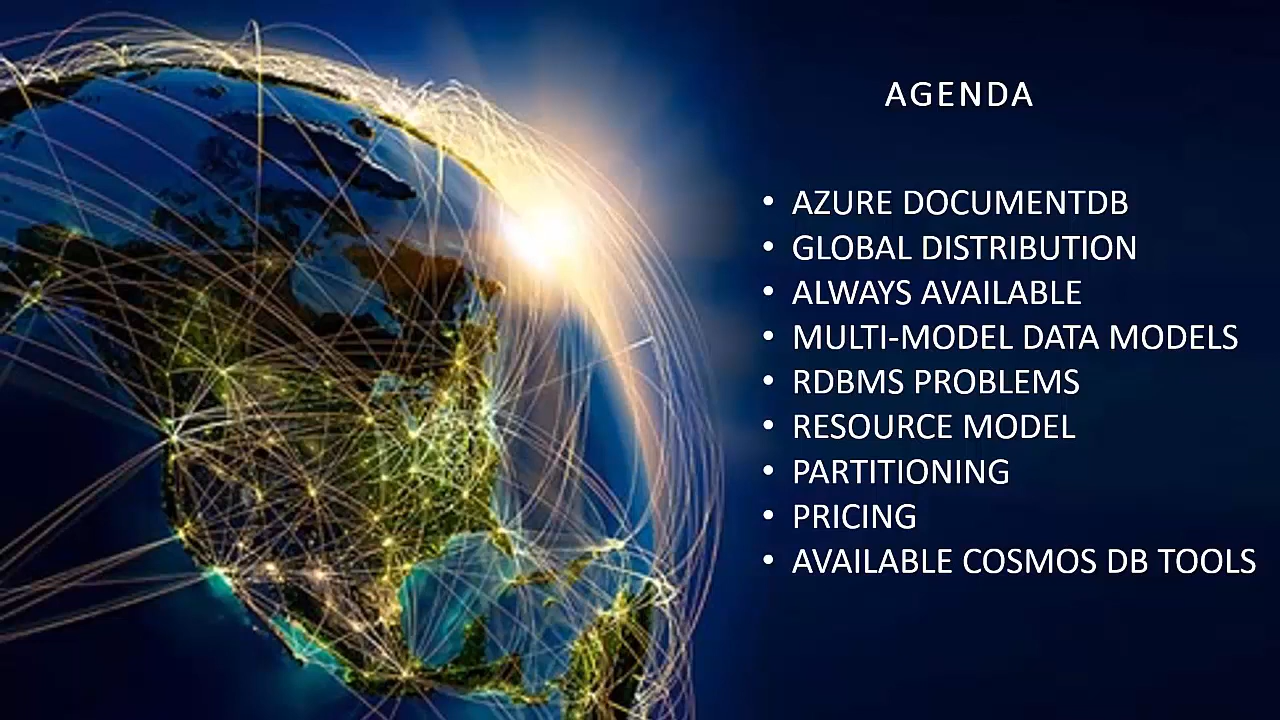 AGENDA
• AZURE DOCUMENTDB
• GLOBAL DISTRIBUTION
• ALWAYS AVAILABLE
• MULTI-MODEL DATA MODELS
• RDBMS PROBLEMS
• RESOURCE MODEL
• PARTITIONING
• PRICING
• AVAILABLE COSMOS DB TOOLS